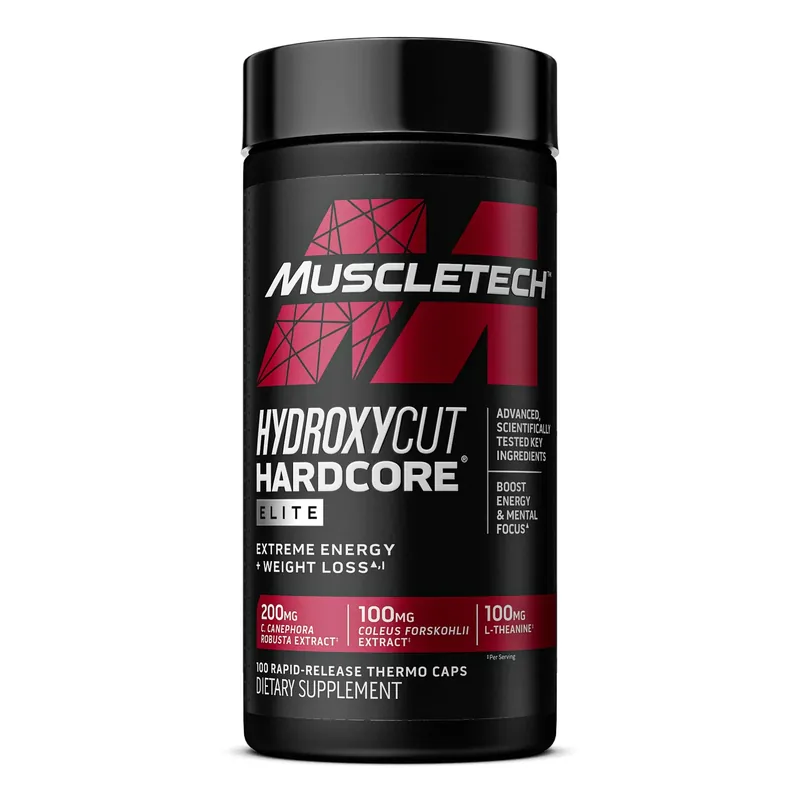 MUSCLETECH™
HYDROXYCUT
HARDCORE®
ELITE
EXTREME ENERGY
+ WEIGHT LOSS▲,‡
ADVANCED,
SCIENTIFICALLY
TESTED KEY
INGREDIENTS
BOOST
ENERGY
& MENTAL
FOCUS▲
200MG
C. CANEPHORA
ROBUSTA EXTRACT‡
100MG
COLEUS FORSKOHLII
EXTRACT‡
100MG
L-THEANINE‡
‡Per Serving
100 RAPID-RELEASE THERMO CAPS
DIETARY SUPPLEMENT